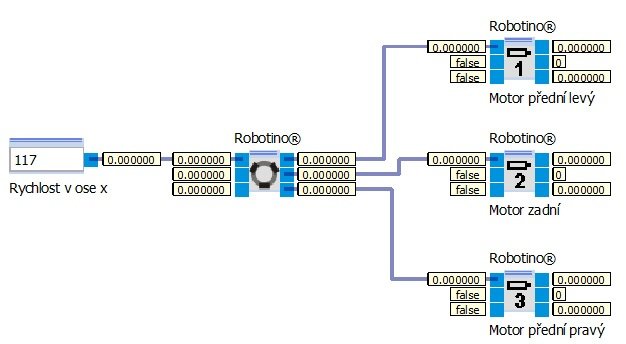 Robotino®
0.000000 0.000000
false 1 0
false 0.000000
Motor přední levý
117 0.000000
Rychlost v ose x
Robotino®
0.000000 0.000000
0.000000 0.000000
0.000000 0.000000
Robotino®
0.000000 0.000000
false 2 0
false 0.000000
Motor zadní
Robotino®
0.000000 0.000000
false 3 0
false 0.000000
Motor přední pravý